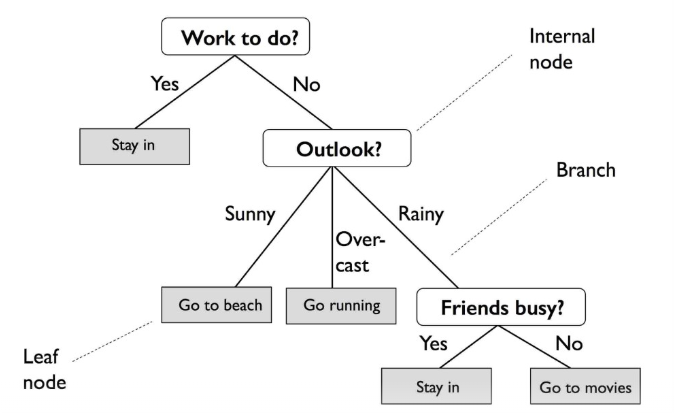 Work to do?
Internal
node
Yes
No
Stay in
Outlook?
Branch
Sunny
Over-
cast
Rainy
Go to beach
Go running
Friends busy?
Leaf
node
Yes
No
Stay in
Go to movies